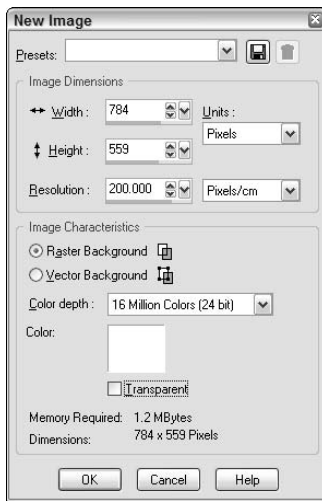 New Image
Presets:
Image Dimensions
Width : 784 Units :
Pixels
Height : 559
Resolution : 200.000 Pixels/cm
Image Characteristics
Raster Background
Vector Background
Color depth : 16 Million Colors (24 bit)
Color:
Transparent
Memory Required: 1.2 MBytes
Dimensions: 784 x 559 Pixels
OK Cancel Help